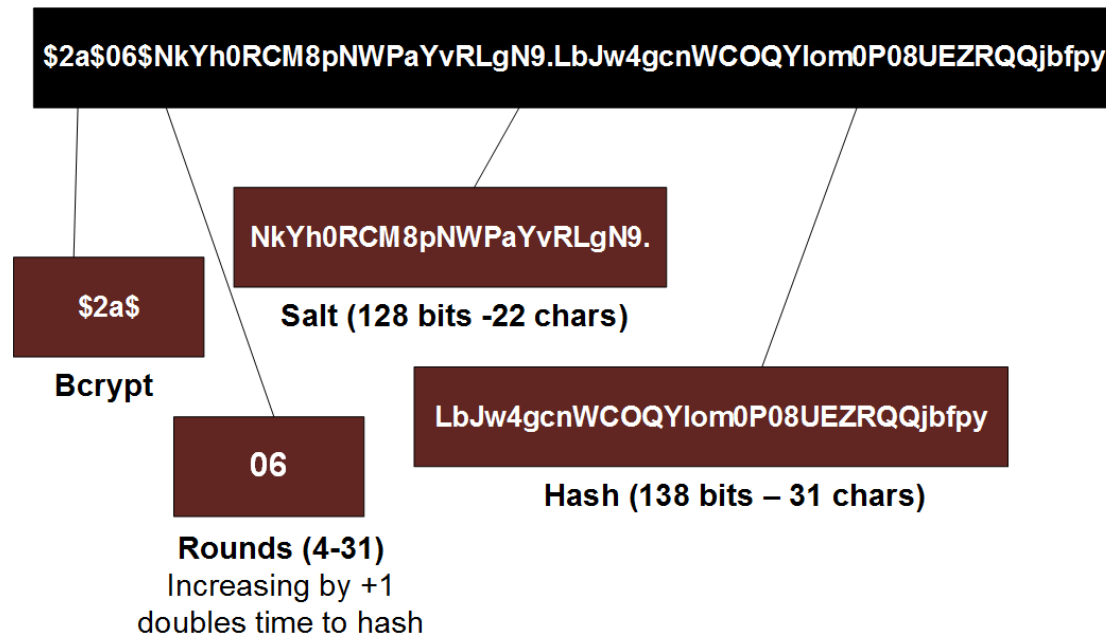 $2a$06$NkYh0RCM8pNWPaYvRLgN9.LbJw4gcnWCOQYIom0P08UEZRQQjbfpy
NkYh0RCM8pNWPaYvRLgN9.
Salt (128 bits -22 chars)
$2a$
Bcrypt
LbJw4gcnWCOQYIom0P08UEZRQQjbfpy
Hash (138 bits – 31 chars)
06
Rounds (4-31)
Increasing by +1
doubles time to hash